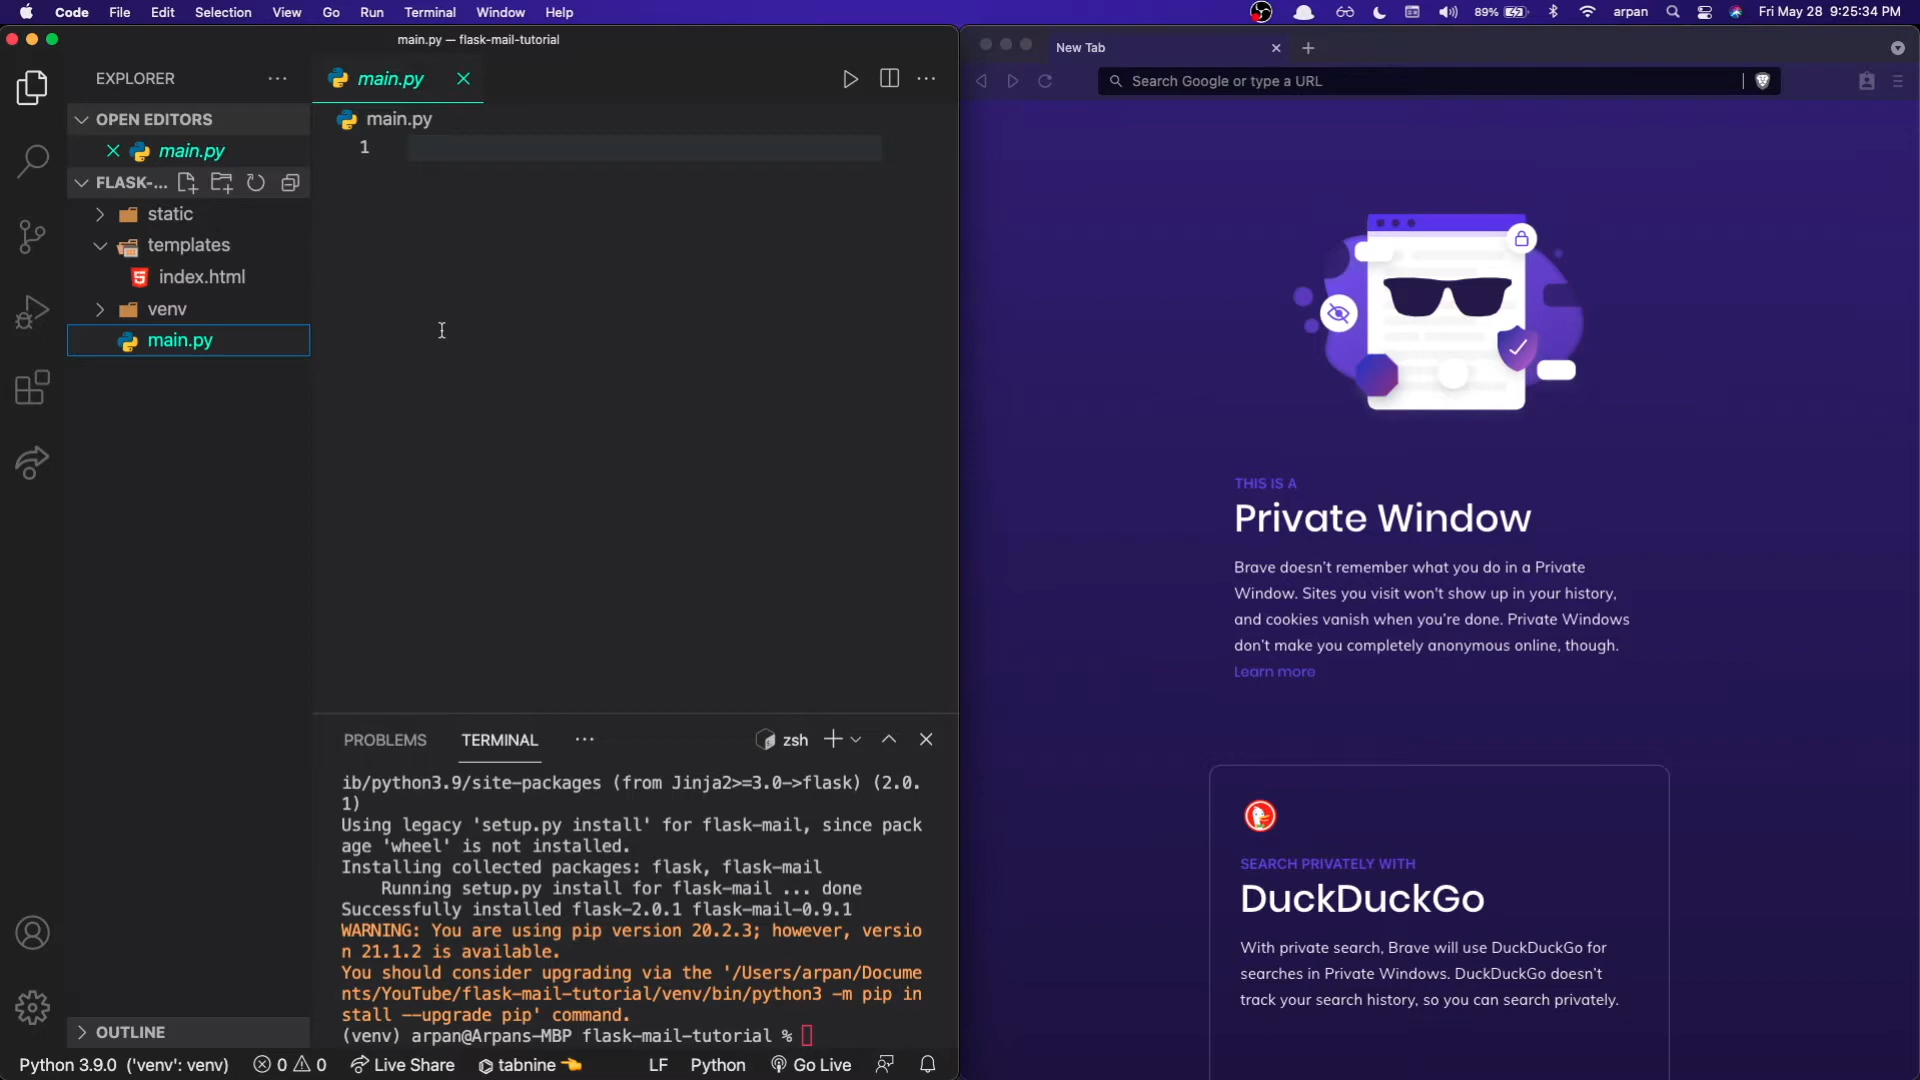 Code File Edit Selection View Go Run Terminal Window Help
89% arpan Fri May 28 9:25:34 PM
main.py — flask-mail-tutorial
EXPLORER
OPEN EDITORS
main.py
FLASK-...
static
templates
index.html
venv
main.py
OUTLINE
main.py
main.py
1
PROBLEMS TERMINAL
zsh
ib/python3.9/site-packages (from Jinja2>=3.0->flask) (2.0.
1)
Using legacy 'setup.py install' for flask-mail, since pack
age 'wheel' is not installed.
Installing collected packages: flask, flask-mail
Running setup.py install for flask-mail ... done
Successfully installed flask-2.0.1 flask-mail-0.9.1
WARNING: You are using pip version 20.2.3; however, versio
n 21.1.2 is available.
You should consider upgrading via the '/Users/arpan/Docume
nts/YouTube/flask-mail-tutorial/venv/bin/python3 -m pip in
stall --upgrade pip' command.
(venv) arpan@Arpans-MBP flask-mail-tutorial %
Python 3.9.0 ('venv': venv) 0 0 Live Share tabnine LF Python Go Live
New Tab
Search Google or type a URL
THIS IS A
Private Window
Brave doesn't remember what you do in a Private
Window. Sites you visit won't show up in your history,
and cookies vanish when you're done. Private Windows
don't make you completely anonymous online, though.
Learn more
SEARCH PRIVATELY WITH
DuckDuckGo
With private search, Brave will use DuckDuckGo for
searches in Private Windows. DuckDuckGo doesn't
track your search history, so you can search privately.